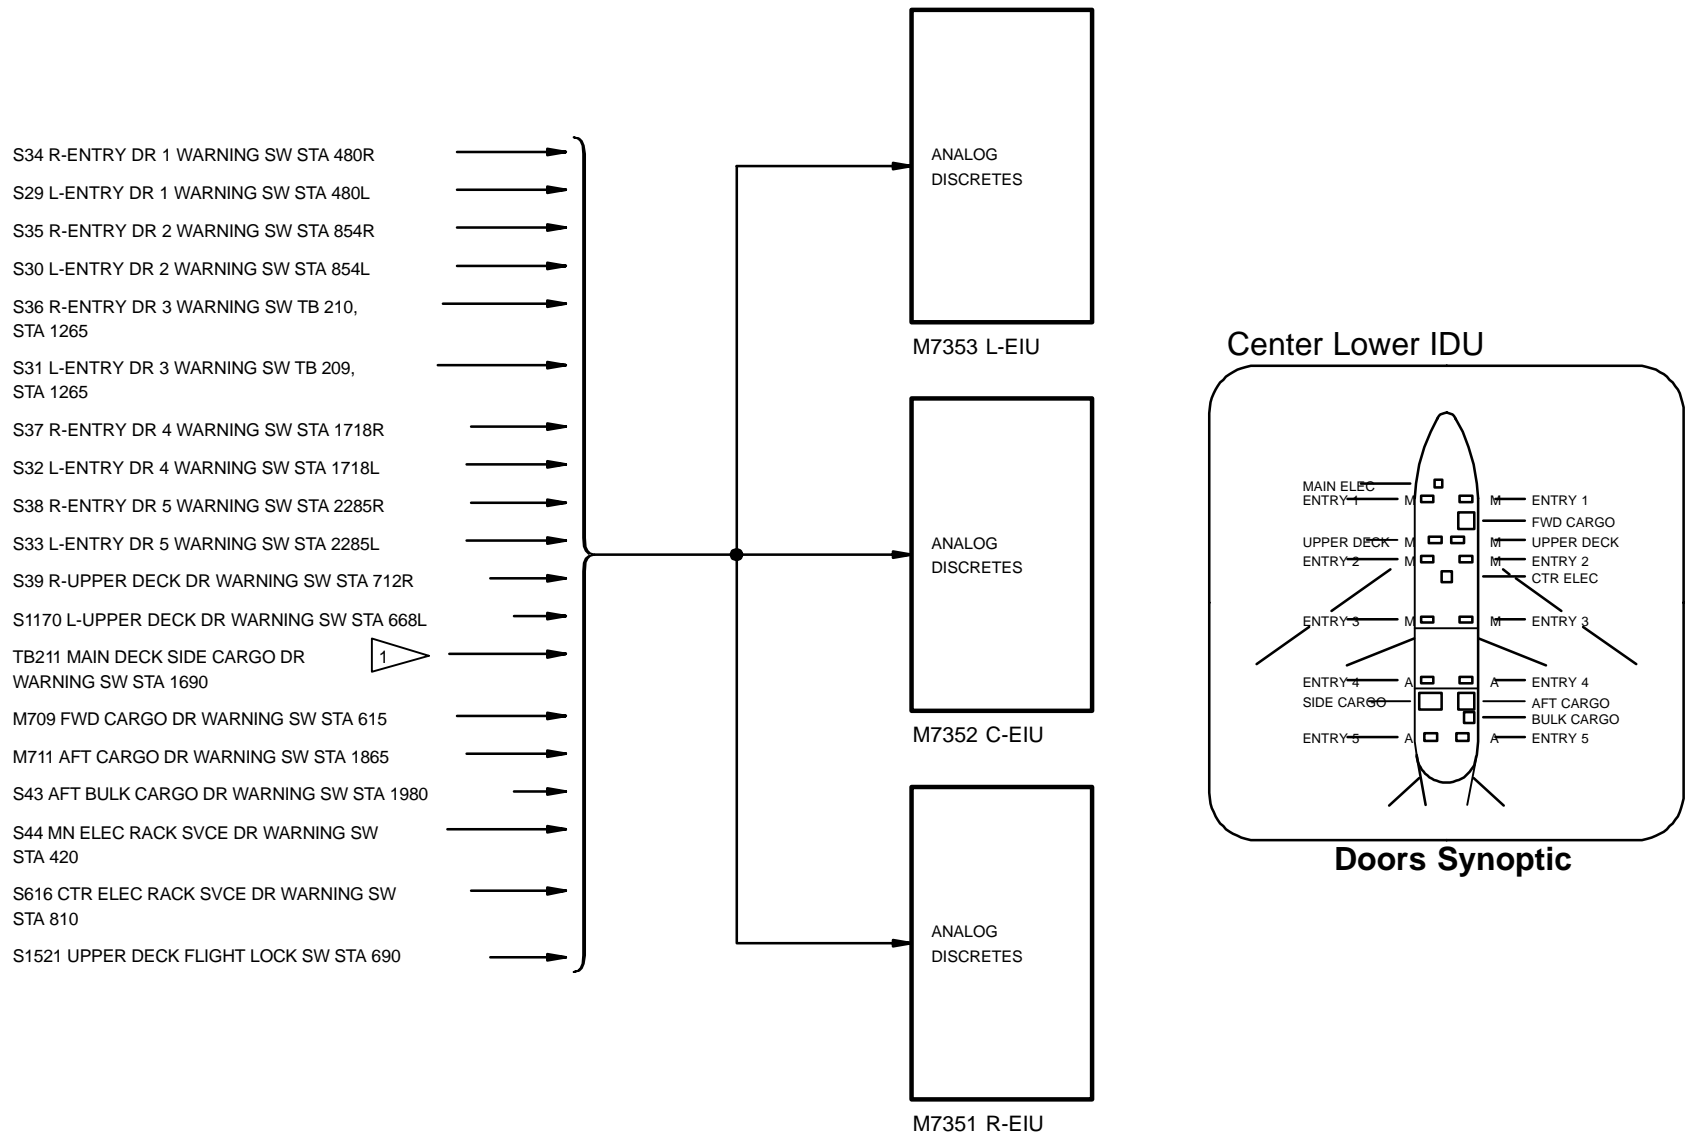 S34 R-ENTRY DR 1 WARNING SW STA 480R
S29 L-ENTRY DR 1 WARNING SW STA 480L
S35 R-ENTRY DR 2 WARNING SW STA 854R
S30 L-ENTRY DR 2 WARNING SW STA 854L
S36 R-ENTRY DR 3 WARNING SW TB 210,
STA 1265
S31 L-ENTRY DR 3 WARNING SW TB 209,
STA 1265
S37 R-ENTRY DR 4 WARNING SW STA 1718R
S32 L-ENTRY DR 4 WARNING SW STA 1718L
S38 R-ENTRY DR 5 WARNING SW STA 2285R
S33 L-ENTRY DR 5 WARNING SW STA 2285L
S39 R-UPPER DECK DR WARNING SW STA 712R
S1170 L-UPPER DECK DR WARNING SW STA 668L
TB211 MAIN DECK SIDE CARGO DR
WARNING SW STA 1690
1
M709 FWD CARGO DR WARNING SW STA 615
M711 AFT CARGO DR WARNING SW STA 1865
S43 AFT BULK CARGO DR WARNING SW STA 1980
S44 MN ELEC RACK SVCE DR WARNING SW
STA 420
S616 CTR ELEC RACK SVCE DR WARNING SW
STA 810
S1521 UPPER DECK FLIGHT LOCK SW STA 690
ANALOG
DISCRETES
M7353 L-EIU
ANALOG
DISCRETES
M7352 C-EIU
ANALOG
DISCRETES
M7351 R-EIU
Center Lower IDU
MAIN ELEC
ENTRY 1 M M ENTRY 1
FWD CARGO
UPPER DECK M M UPPER DECK
ENTRY 2 M M ENTRY 2
CTR ELEC
ENTRY 3 M M ENTRY 3
ENTRY 4 A A ENTRY 4
SIDE CARGO AFT CARGO
BULK CARGO
ENTRY 5 A A ENTRY 5
Doors Synoptic